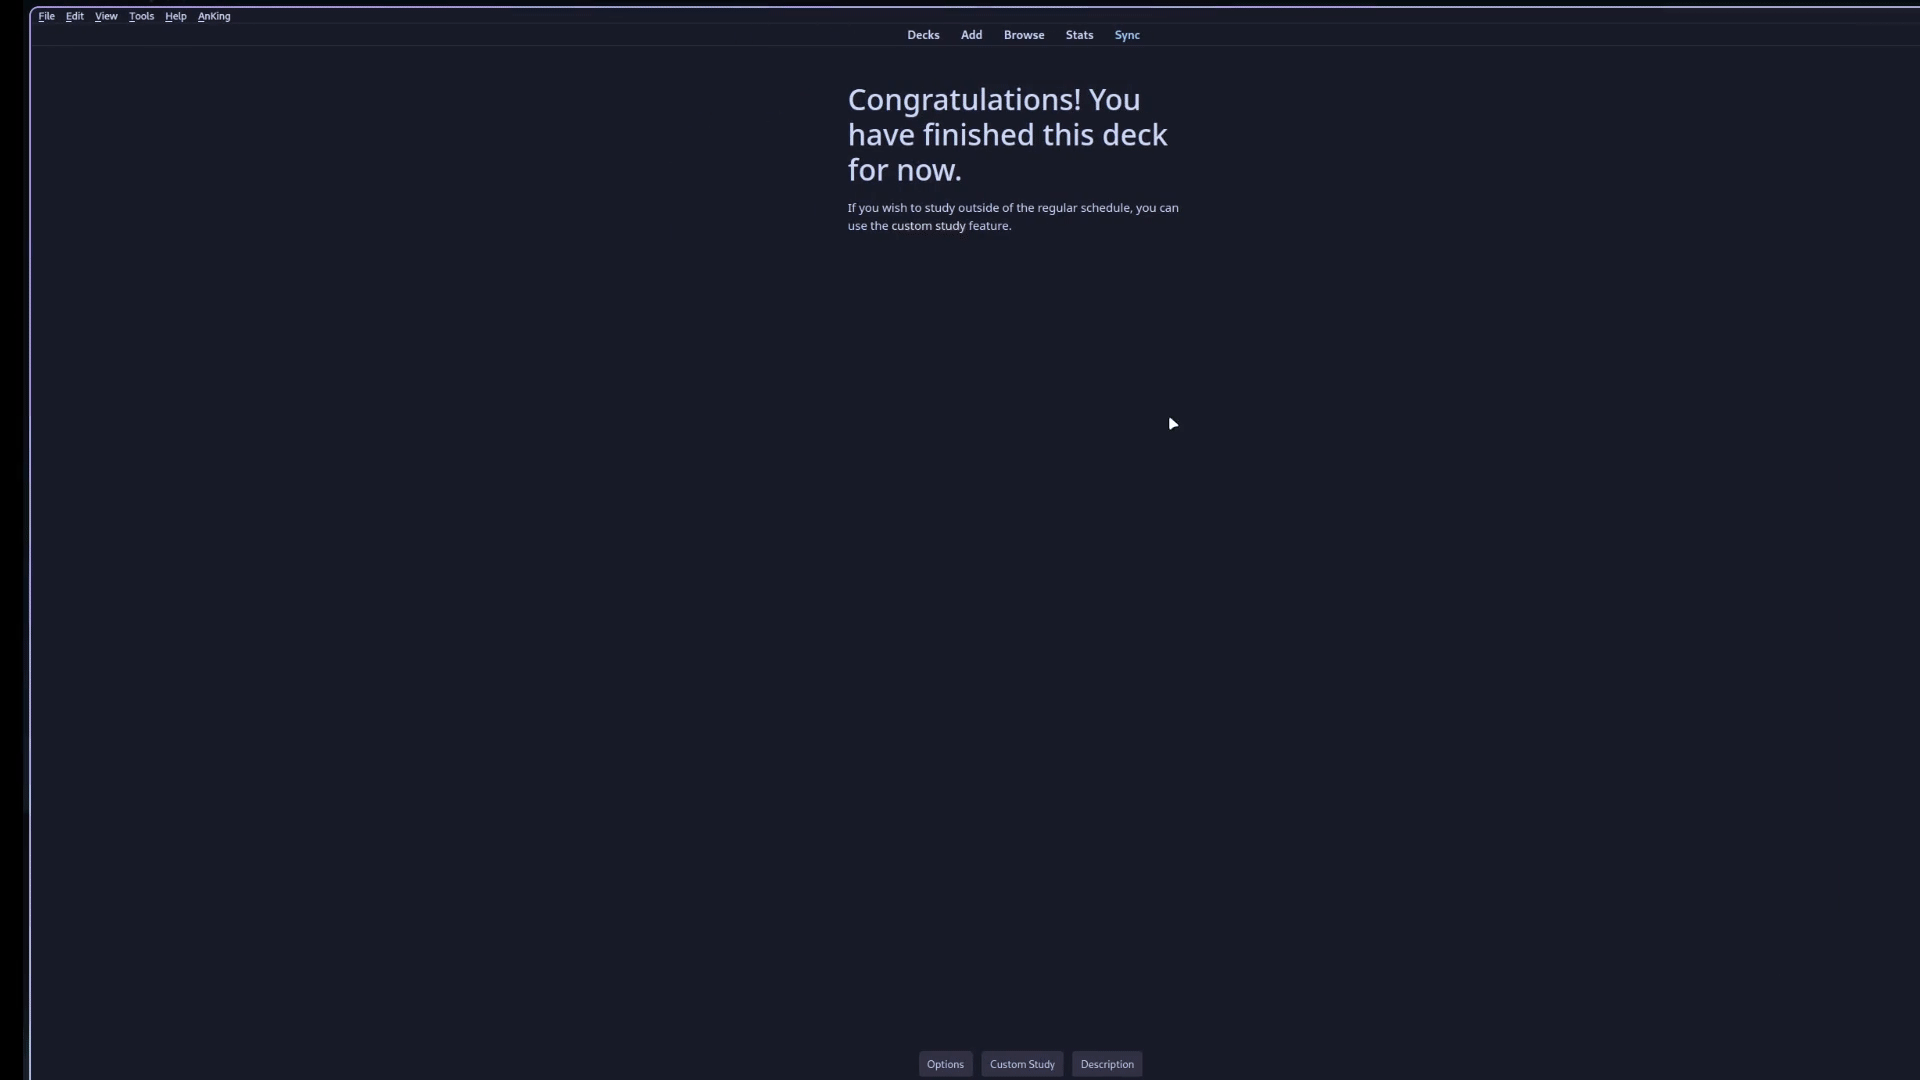 File Edit View Tools Help AnKing
Decks Add Browse Stats Sync
Congratulations! You
have finished this deck
for now.
If you wish to study outside of the regular schedule, you can
use the custom study feature.
Options Custom Study Description